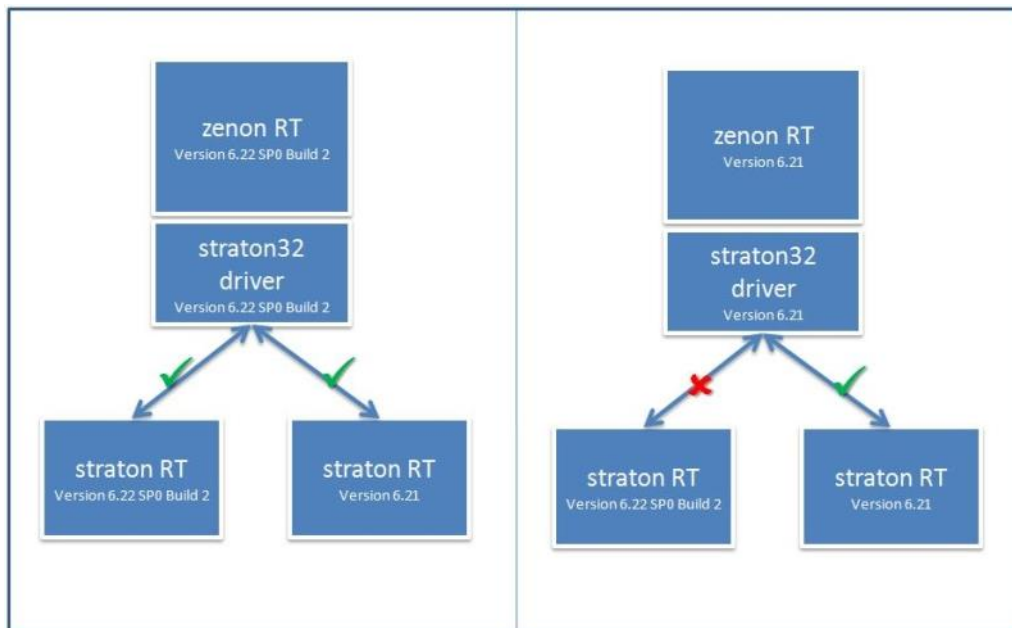 zenon RT
Version 6.22 SP0 Build 2
straton32
driver
Version 6.22 SP0 Build 2
straton RT
Version 6.22 SP0 Build 2
straton RT
Version 6.21
zenon RT
Version 6.21
straton32
driver
Version 6.21
straton RT
Version 6.22 SP0 Build 2
straton RT
Version 6.21